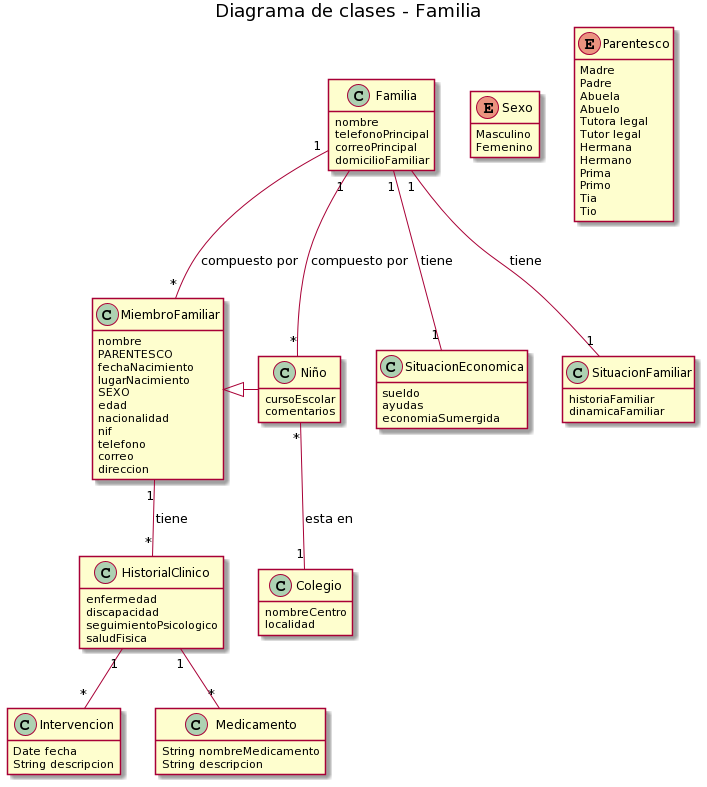 Diagrama de clases - Familia
E Parentesco
Madre
Padre
Abuela
Abuelo
Tutora legal
Tutor legal
Hermana
Hermano
Prima
Primo
Tia
Tio
C Familia
nombre
telefonoPrincipal
correoPrincipal
domicilioFamiliar
E Sexo
Masculino
Femenino
1
1
1
1
compuesto por
compuesto por
tiene
tiene
*
*
1
1
C MiembroFamiliar
nombre
PARENTESCO
fechaNacimiento
lugarNacimiento
SEXO
edad
nacionalidad
nif
telefono
correo
direccion
C Niño
cursoEscolar
comentarios
C SituacionEconomica
sueldo
ayudas
economiaSumergida
C SituacionFamiliar
historiaFamiliar
dinamicaFamiliar
1
tiene
*
*
esta en
1
C HistorialClinico
enfermedad
discapacidad
seguimientoPsicologico
saludFisica
C Colegio
nombreCentro
localidad
1
1
*
*
C Intervencion
Date fecha
String descripcion
C Medicamento
String nombreMedicamento
String descripcion